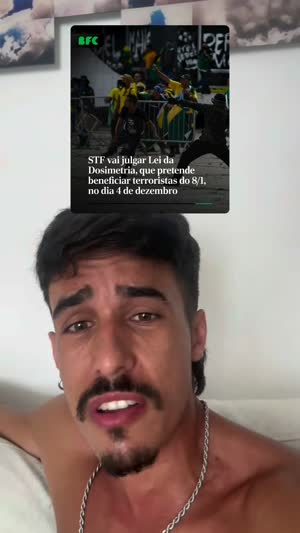 BFC
STF vai julgar Lei da
Dosimetria, que pretende
beneficiar terroristas do 8/1,
no dia 4 de dezembro